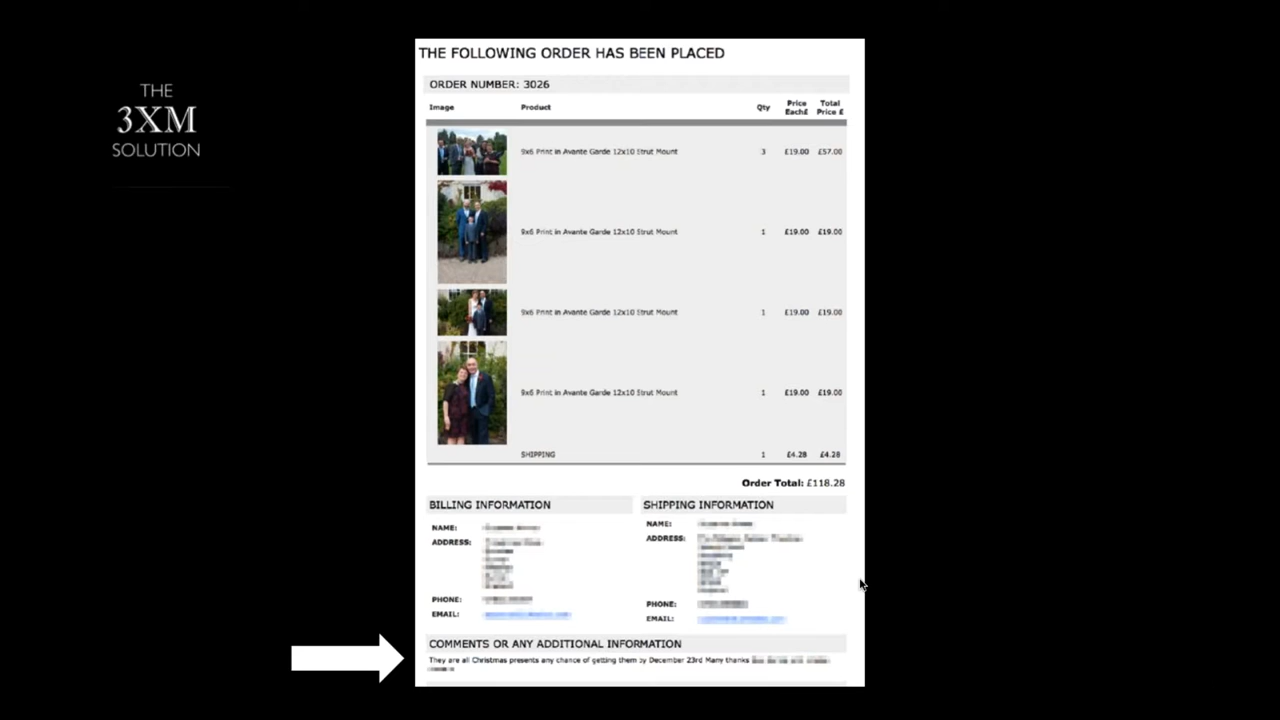 THE
3XM
SOLUTION
THE FOLLOWING ORDER HAS BEEN PLACED
ORDER NUMBER: 3026
Image Product Qty Price Each£ Total Price £
9x6 Print in Avante Garde 12x10 Strut Mount 3 £19.00 £57.00
9x6 Print in Avante Garde 12x10 Strut Mount 1 £19.00 £19.00
9x6 Print in Avante Garde 12x10 Strut Mount 1 £19.00 £19.00
9x6 Print in Avante Garde 12x10 Strut Mount 1 £19.00 £19.00
SHIPPING 1 £4.28 £4.28
Order Total: £118.28
BILLING INFORMATION
NAME:
ADDRESS:
PHONE:
EMAIL:
SHIPPING INFORMATION
NAME:
ADDRESS:
PHONE:
EMAIL:
COMMENTS OR ANY ADDITIONAL INFORMATION
They are all Christmas presents any chance of getting them by December 23rd Many thanks